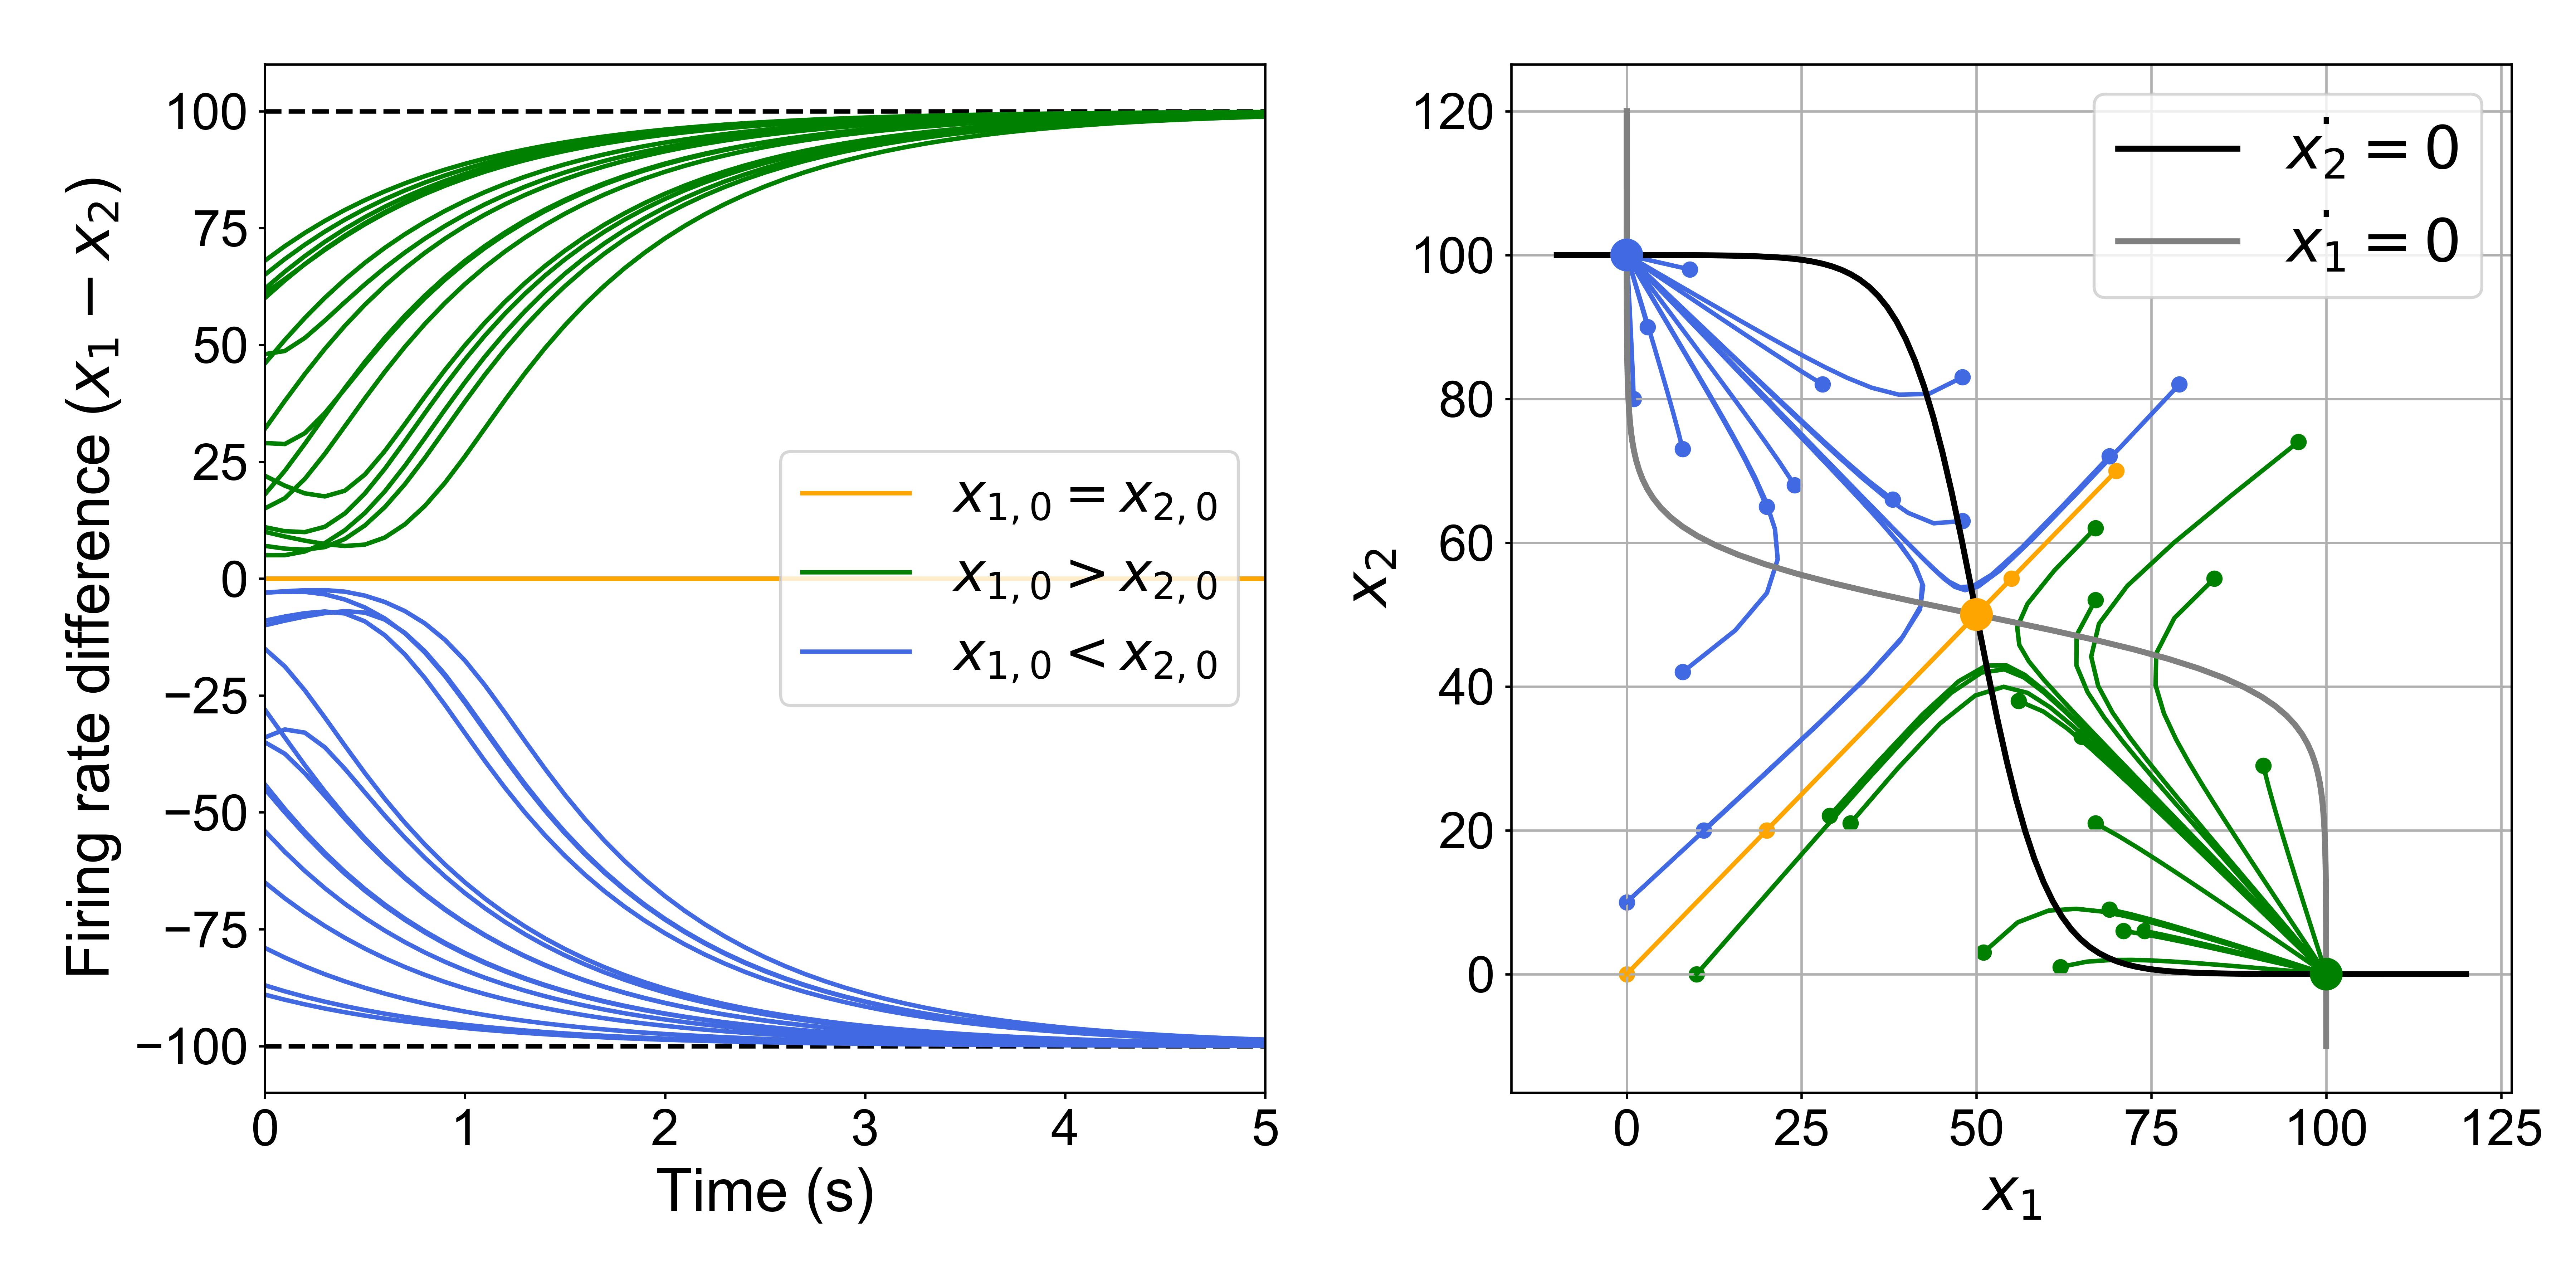 Firing rate difference (x₁ − x₂)
100
75
50
25
0
−25
−50
−75
−100
x₁,₀ = x₂,₀
x₁,₀ > x₂,₀
x₁,₀ < x₂,₀
0 1 2 3 4 5
Time (s)
x₂
120
100
80
60
40
20
0
ẋ₂ = 0
ẋ₁ = 0
0 25 50 75 100 125
x₁